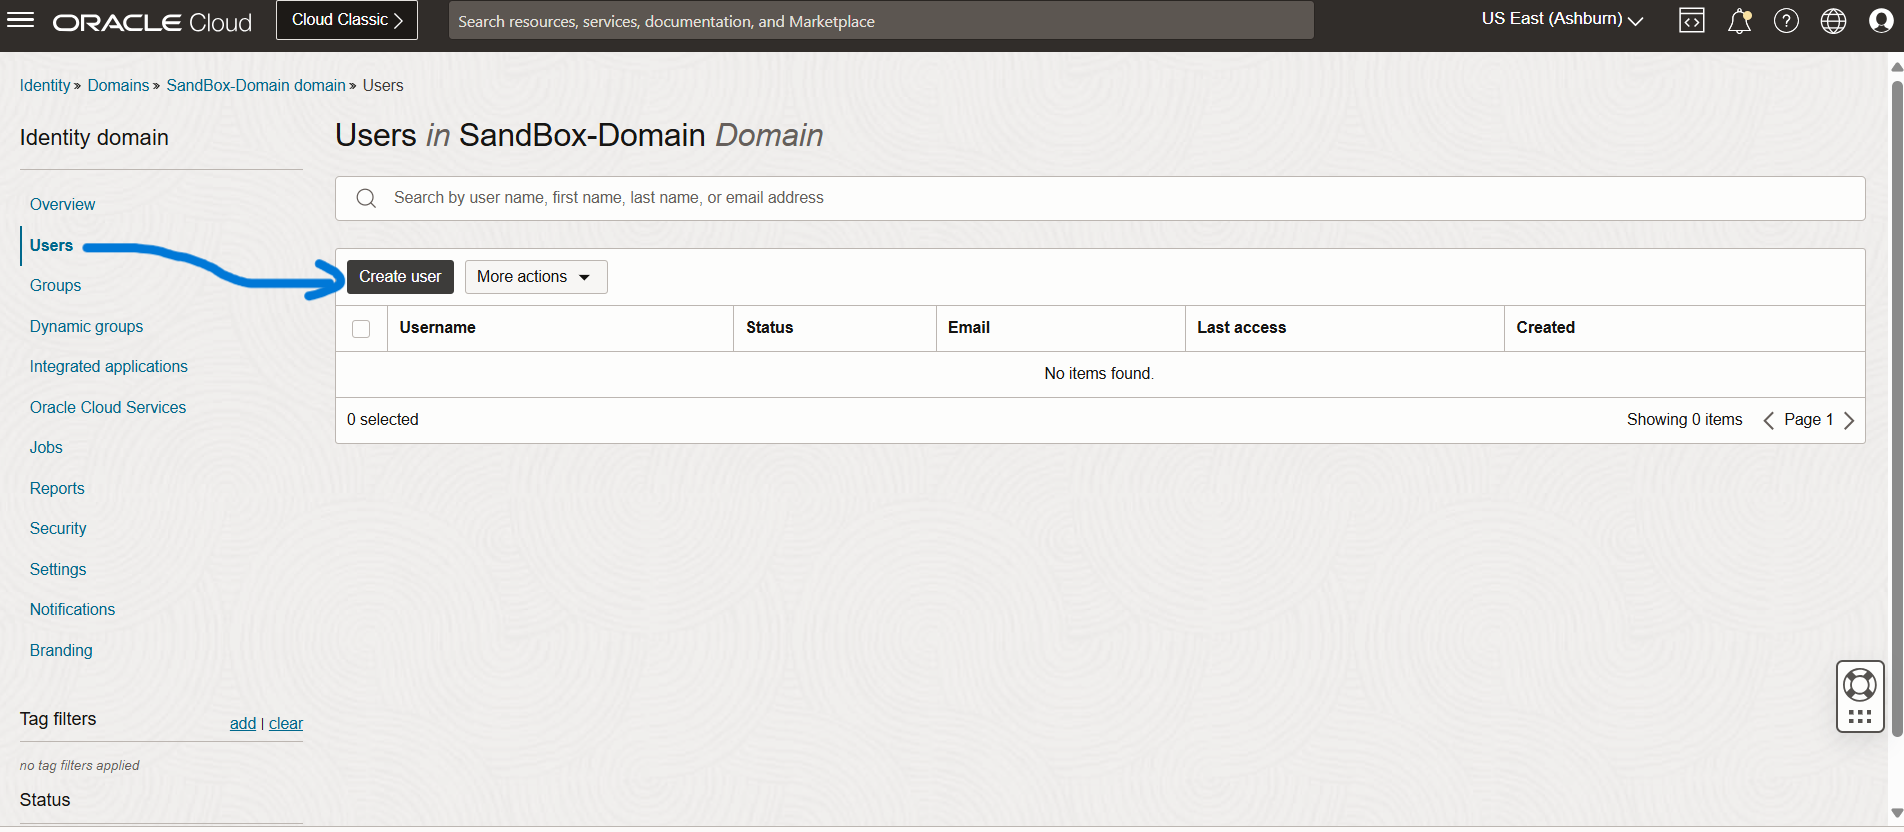 ORACLE Cloud
Cloud Classic
Search resources, services, documentation, and Marketplace
US East (Ashburn)
Identity » Domains » SandBox-Domain domain » Users
Identity domain
Overview
Users
Groups
Dynamic groups
Integrated applications
Oracle Cloud Services
Jobs
Reports
Security
Settings
Notifications
Branding
Tag filters
add | clear
no tag filters applied
Status
Users in SandBox-Domain Domain
Search by user name, first name, last name, or email address
Create user
More actions
Username Status Email Last access Created
No items found.
0 selected
Showing 0 items
Page 1